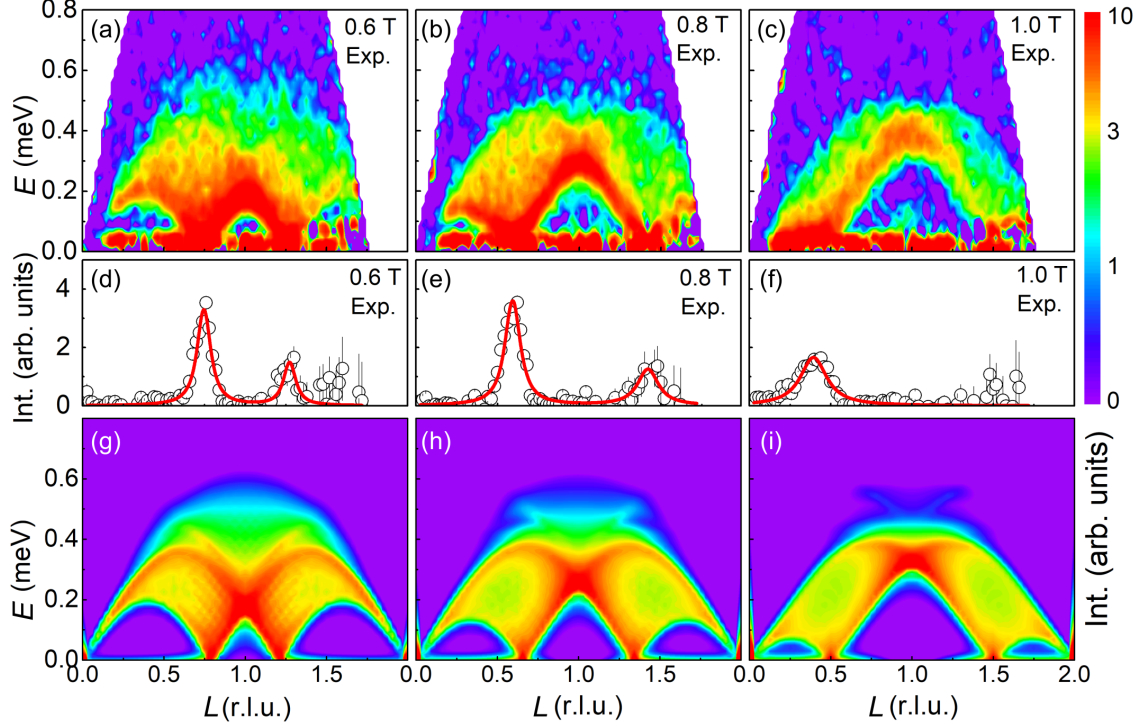 (a) 0.6 T Exp.
(b) 0.8 T Exp.
(c) 1.0 T Exp.
E (meV)
0.8
0.6
0.4
0.2
0.0
10
3
1
0
(d) 0.6 T Exp.
(e) 0.8 T Exp.
(f) 1.0 T Exp.
Int. (arb. units)
4
2
0
(g)
(h)
(i)
E (meV)
0.6
0.4
0.2
0.0
Int. (arb. units)
0.0 0.5 1.0 1.5 0.0 0.5 1.0 1.5 0.0 0.5 1.0 1.5 2.0
L (r.l.u.) L (r.l.u.) L (r.l.u.)